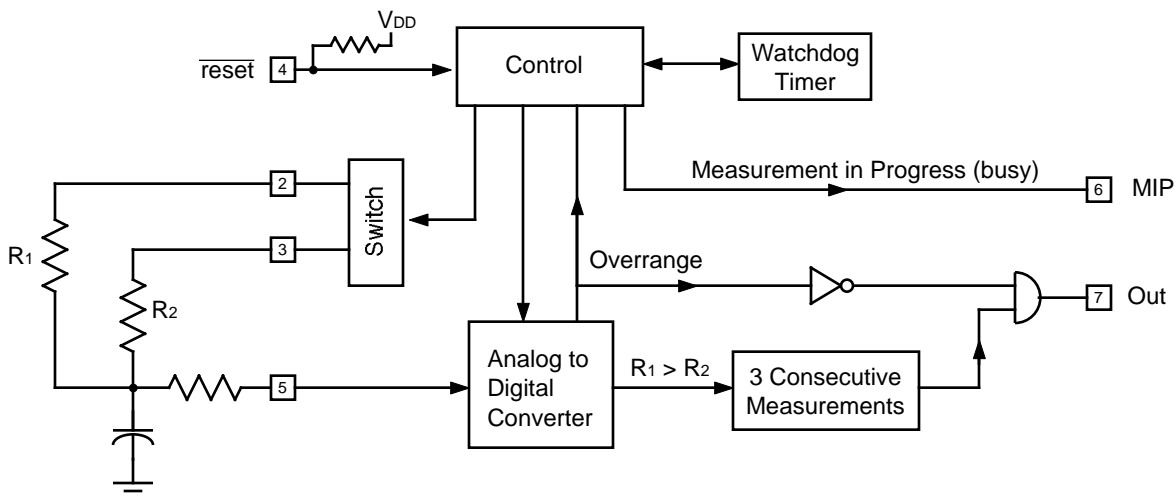 VDD
reset
4
Control
Watchdog
Timer
2
Measurement in Progress (busy)
6
MIP
Switch
3
R1
Overrange
7
Out
R2
Analog to
Digital
Converter
R1 > R2
3 Consecutive
Measurements
5